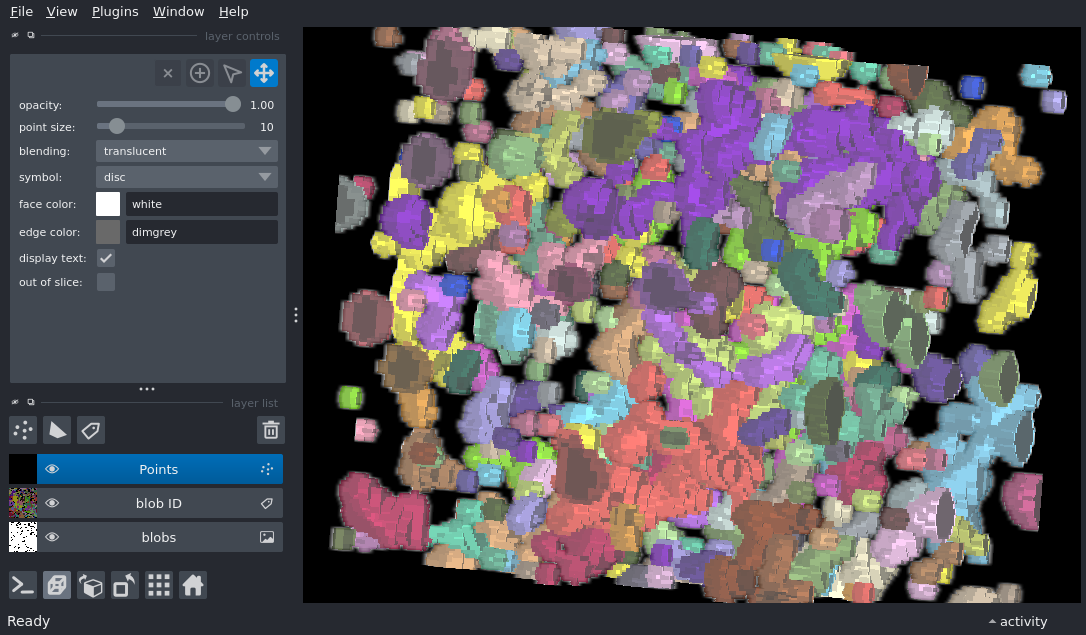 File View Plugins Window Help
layer controls
opacity: 1.00
point size: 10
blending: translucent
symbol: disc
face color: white
edge color: dimgrey
display text:
out of slice:
layer list
Points
blob ID
blobs
Ready
activity